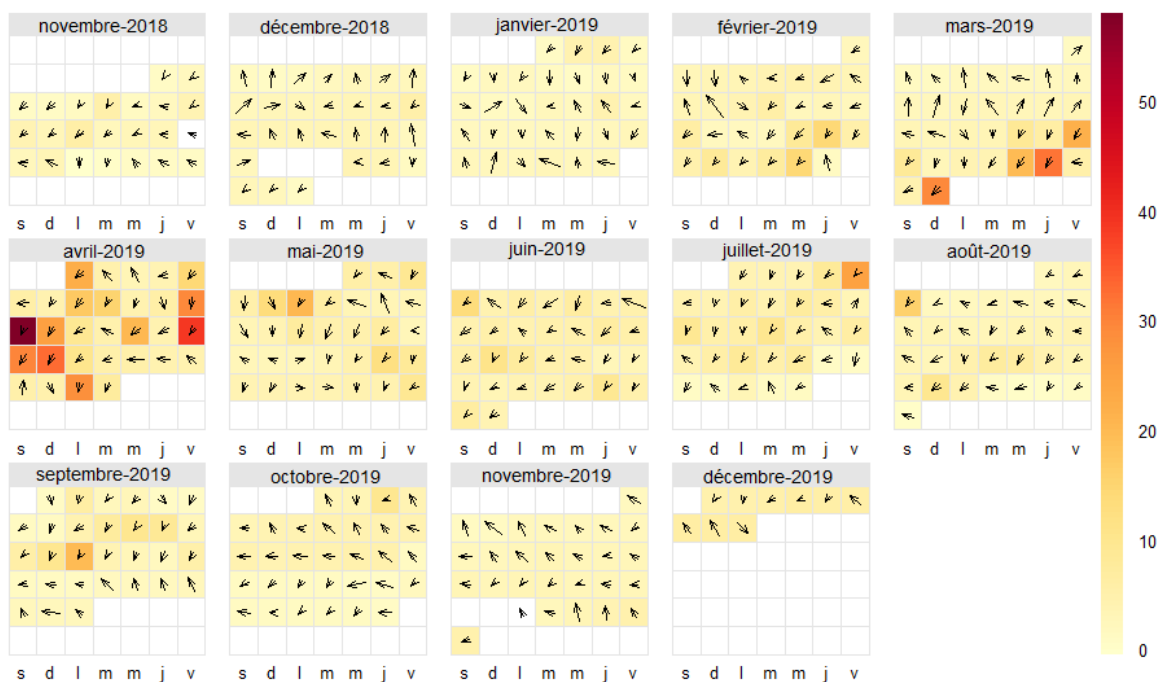 novembre-2018 décembre-2018 janvier-2019 février-2019 mars-2019
50
40
s d l m m j v s d l m m j v s d l m m j v s d l m m j v s d l m m j v
avril-2019 mai-2019 juin-2019 juillet-2019 août-2019
30
20
s d l m m j v s d l m m j v s d l m m j v s d l m m j v s d l m m j v
septembre-2019 octobre-2019 novembre-2019 décembre-2019
10
0
s d l m m j v s d l m m j v s d l m m j v s d l m m j v